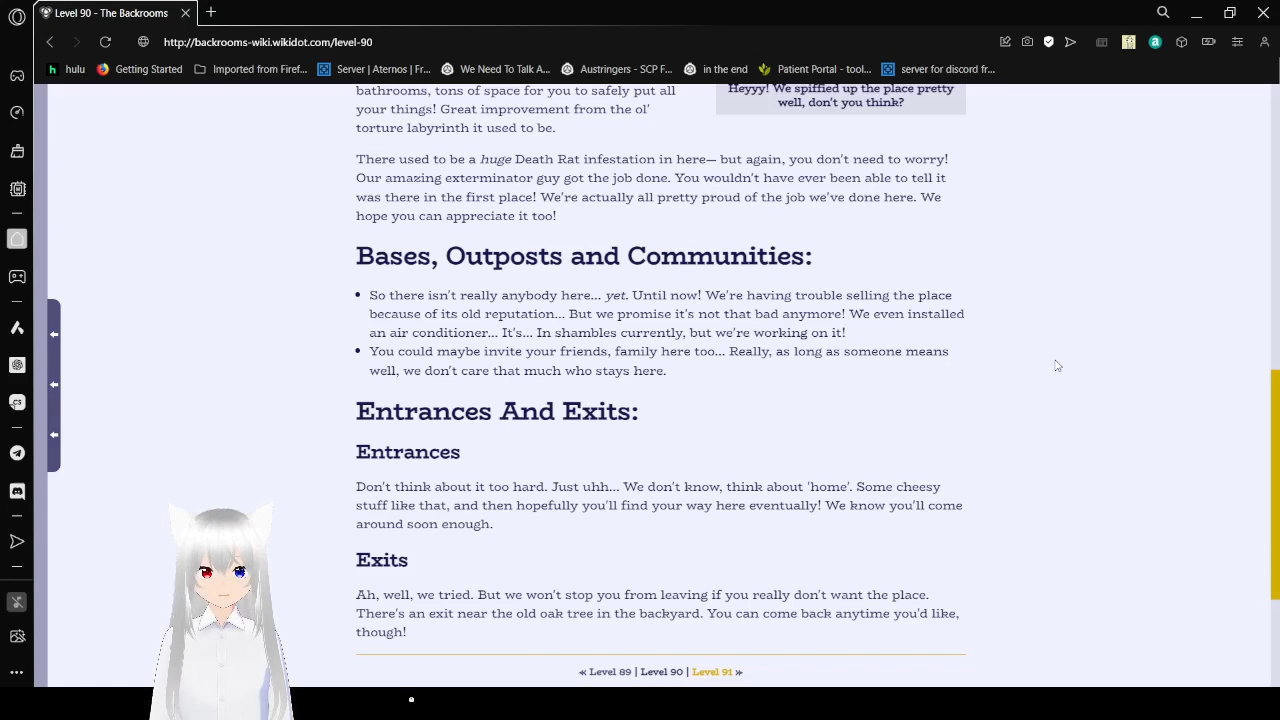 Level 90 - The Backrooms
http://backrooms-wiki.wikidot.com/level-90
hulu
Getting Started
Imported from Firef...
Server | Aternos | Fr...
We Need To Talk A...
Austringers - SCP F...
in the end
Patient Portal - tool...
server for discord fr...
bathrooms, tons of space for you to safely put all
your things! Great improvement from the ol'
torture labyrinth it used to be.
Heyyy! We spiffied up the place pretty
well, don't you think?
There used to be a huge Death Rat infestation in here— but again, you don't need to worry!
Our amazing exterminator guy got the job done. You wouldn't have ever been able to tell it
was there in the first place! We're actually all pretty proud of the job we've done here. We
hope you can appreciate it too!
Bases, Outposts and Communities:
• So there isn't really anybody here... yet. Until now! We're having trouble selling the place
because of its old reputation... But we promise it's not that bad anymore! We even installed
an air conditioner... It's... In shambles currently, but we're working on it!
• You could maybe invite your friends, family here too... Really, as long as someone means
well, we don't care that much who stays here.
Entrances And Exits:
Entrances
Don't think about it too hard. Just uhh... We don't know, think about 'home'. Some cheesy
stuff like that, and then hopefully you'll find your way here eventually! We know you'll come
around soon enough.
Exits
Ah, well, we tried. But we won't stop you from leaving if you really don't want the place.
There's an exit near the old oak tree in the backyard. You can come back anytime you'd like,
though!
« Level 89 | Level 90 | Level 91 »